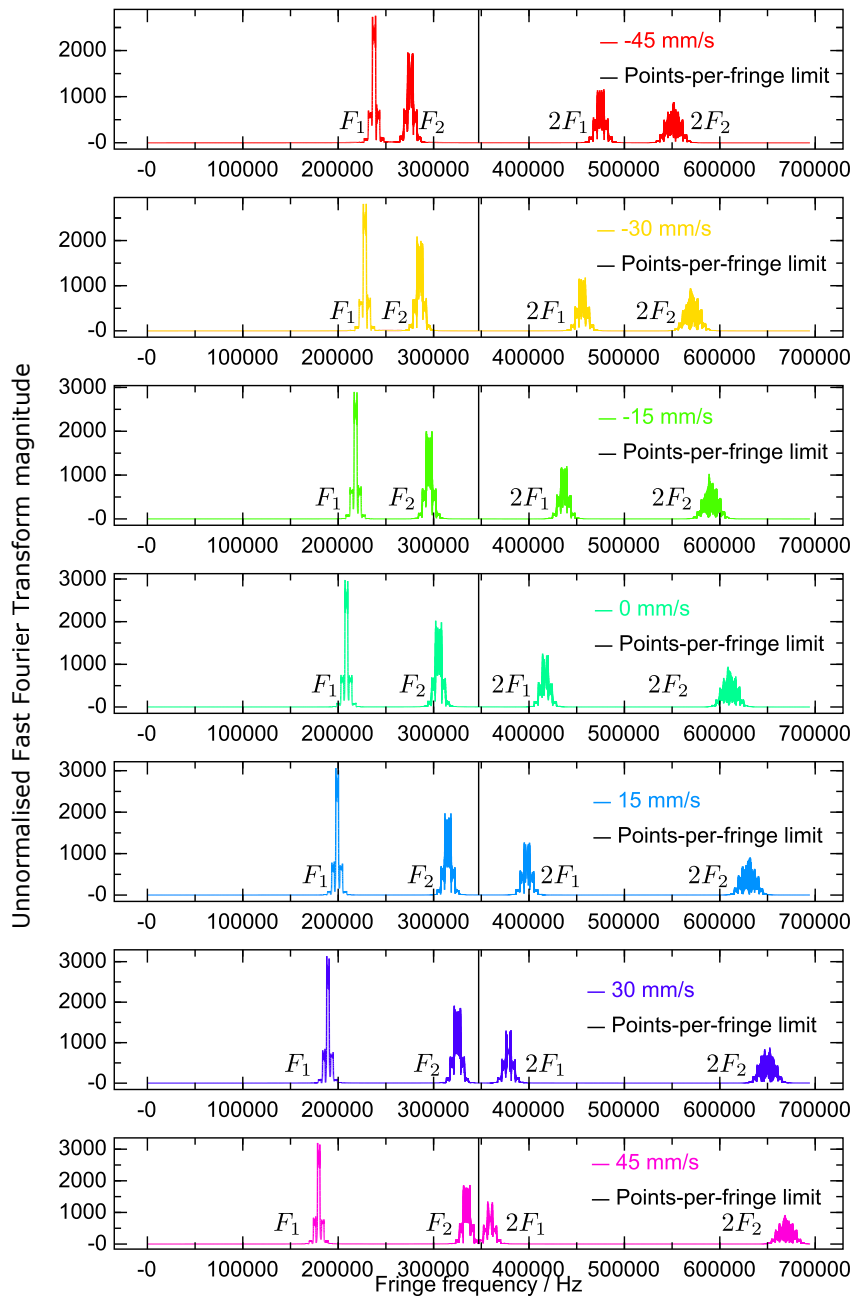 Unnormalised Fast Fourier Transform magnitude
2000
1000
-0
-45 mm/s
Points-per-fringe limit
F1 F2 2F1 2F2
-0 100000 200000 300000 400000 500000 600000 700000
2000
1000
-0
-30 mm/s
Points-per-fringe limit
F1 F2 2F1 2F2
-0 100000 200000 300000 400000 500000 600000 700000
3000
2000
1000
-0
-15 mm/s
Points-per-fringe limit
F1 F2 2F1 2F2
-0 100000 200000 300000 400000 500000 600000 700000
3000
2000
1000
-0
0 mm/s
Points-per-fringe limit
F1 F2 2F1 2F2
-0 100000 200000 300000 400000 500000 600000 700000
3000
2000
1000
-0
15 mm/s
Points-per-fringe limit
F1 F2 2F1 2F2
-0 100000 200000 300000 400000 500000 600000 700000
3000
2000
1000
-0
30 mm/s
Points-per-fringe limit
F1 F2 2F1 2F2
-0 100000 200000 300000 400000 500000 600000 700000
3000
2000
1000
-0
45 mm/s
Points-per-fringe limit
F1 F2 2F1 2F2
-0 100000 200000 300000 400000 500000 600000 700000
Fringe frequency / Hz